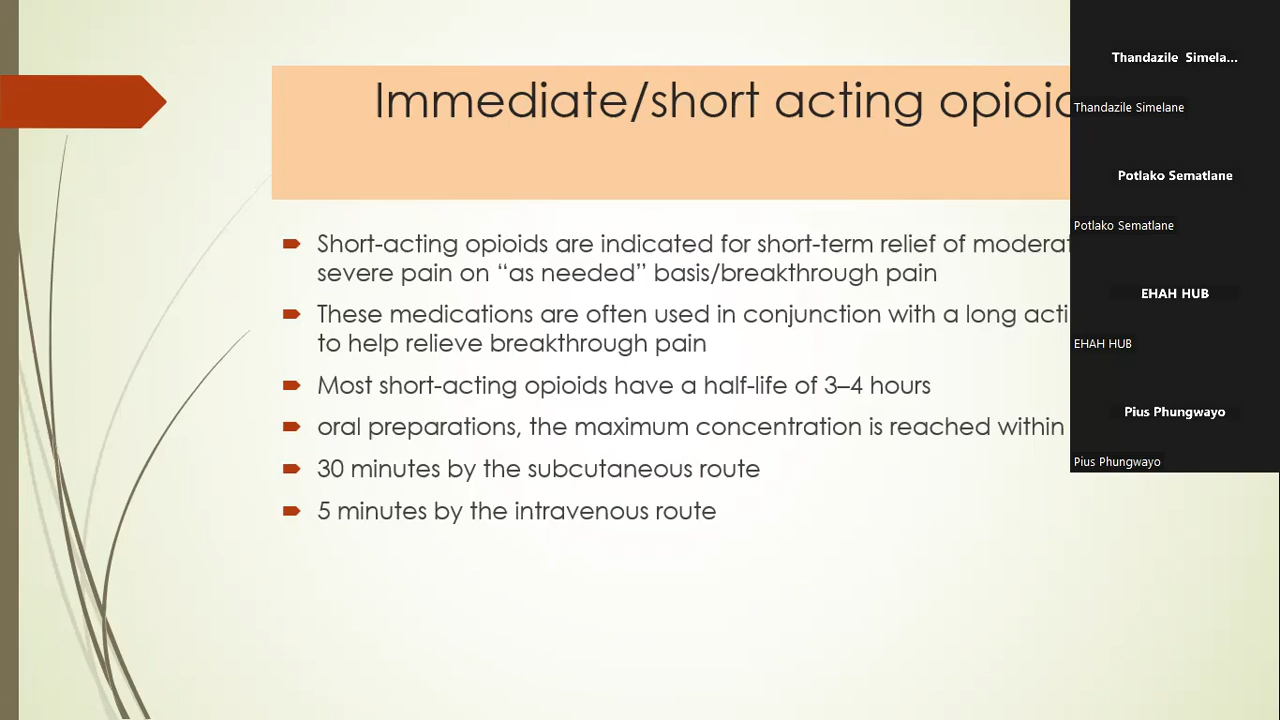 Immediate/short acting
Short-acting opioids are indicated for short-term relief of
severe pain on “as needed” basis/breakthrough pain
These medications are often used in conjunction with a long
to help relieve breakthrough pain
Most short-acting opioids have a half-life of 3–4 hours
oral preparations, the maximum concentration is reached within
30 minutes by the subcutaneous route
5 minutes by the intravenous route
Thandazile Simela...
Thandazile Simelane
Potlako Sematlane
Potlako Sematlane
EHAH HUB
EHAH HUB
Pius Phungwayo
Pius Phungwayo